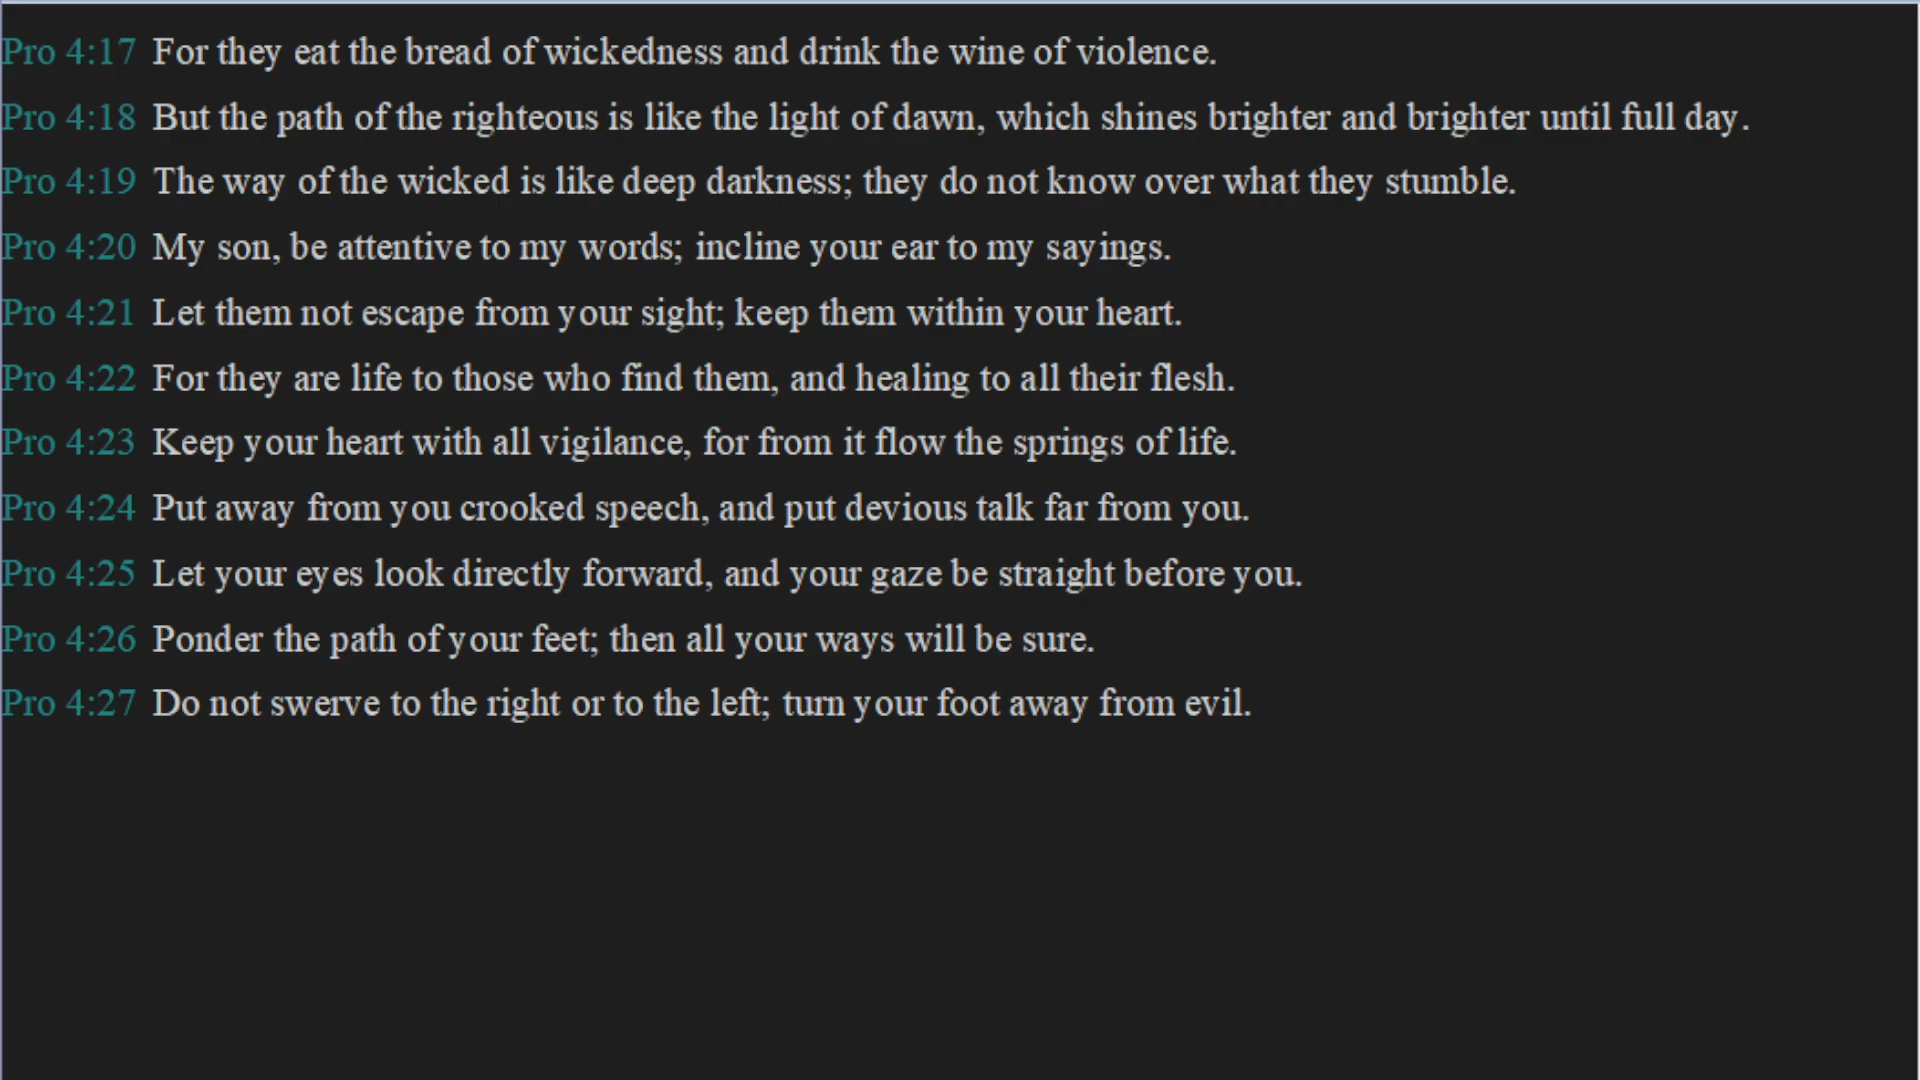 Pro 4:17 For they eat the bread of wickedness and drink the wine of violence.
Pro 4:18 But the path of the righteous is like the light of dawn, which shines brighter and brighter until full day.
Pro 4:19 The way of the wicked is like deep darkness; they do not know over what they stumble.
Pro 4:20 My son, be attentive to my words; incline your ear to my sayings.
Pro 4:21 Let them not escape from your sight; keep them within your heart.
Pro 4:22 For they are life to those who find them, and healing to all their flesh.
Pro 4:23 Keep your heart with all vigilance, for from it flow the springs of life.
Pro 4:24 Put away from you crooked speech, and put devious talk far from you.
Pro 4:25 Let your eyes look directly forward, and your gaze be straight before you.
Pro 4:26 Ponder the path of your feet; then all your ways will be sure.
Pro 4:27 Do not swerve to the right or to the left; turn your foot away from evil.